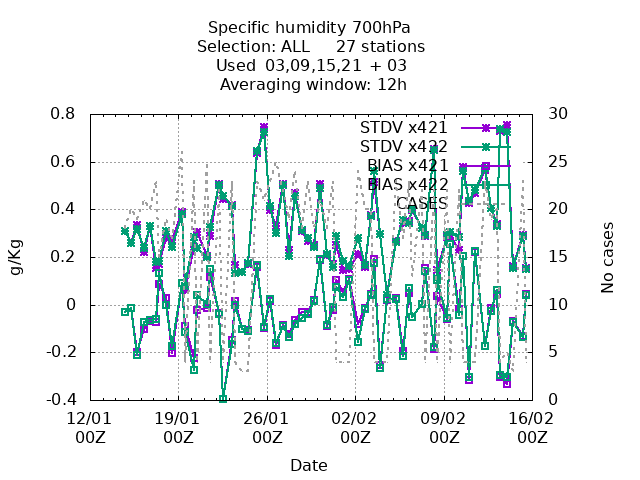 Specific humidity 700hPa
Selection: ALL 27 stations
Used 03,09,15,21 + 03
Averaging window: 12h
0.8
0.6
0.4
0.2
0
-0.2
-0.4
g/Kg
30
25
20
15
10
5
0
No cases
STDV x421
STDV x422
BIAS x421
BIAS x422
CASES
12/01 19/01 26/01 02/02 09/02 16/02
00Z 00Z 00Z 00Z 00Z 00Z
Date